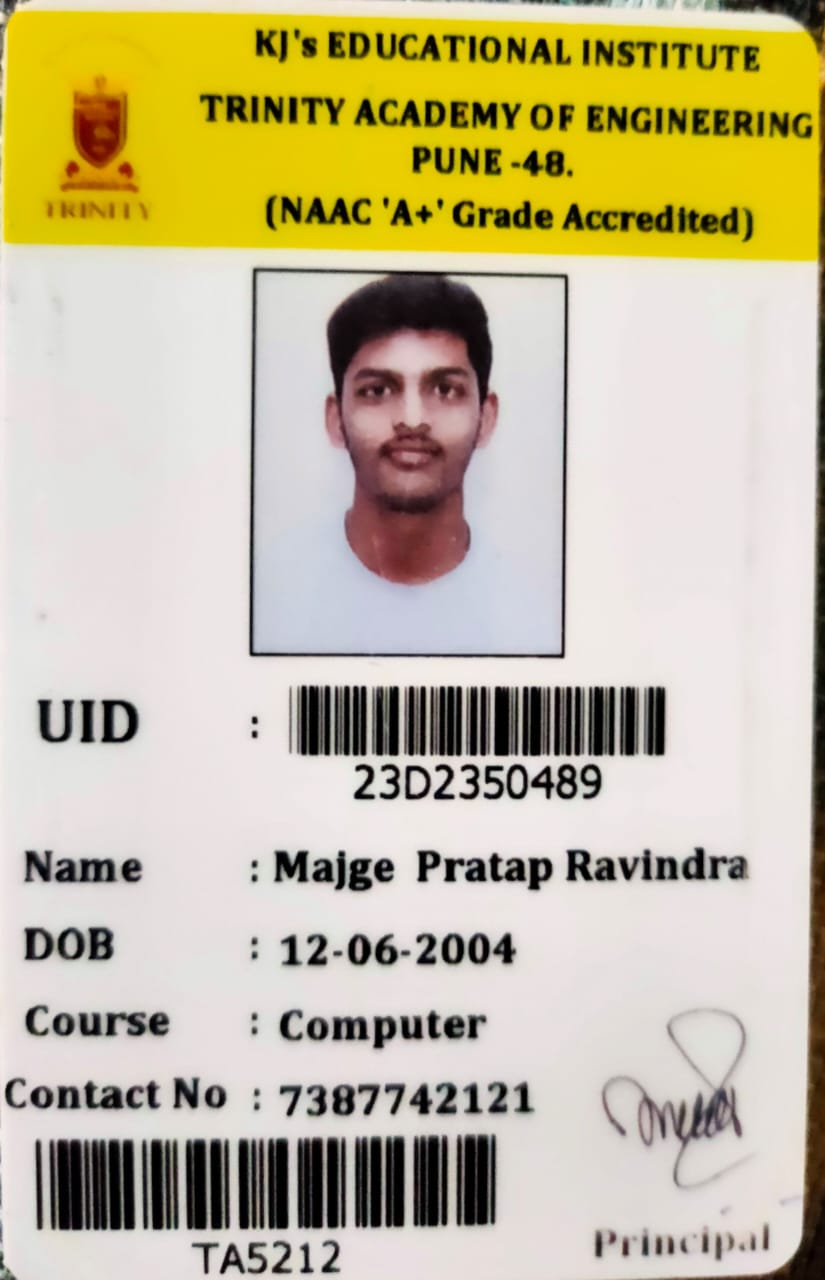 KJ's EDUCATIONAL INSTITUTE
TRINITY ACADEMY OF ENGINEERING
PUNE -48.
(NAAC 'A+' Grade Accredited)
TRINITY
UID :
23D2350489
Name : Majge Pratap Ravindra
DOB : 12-06-2004
Course : Computer
Contact No : 7387742121
TA5212
Principal